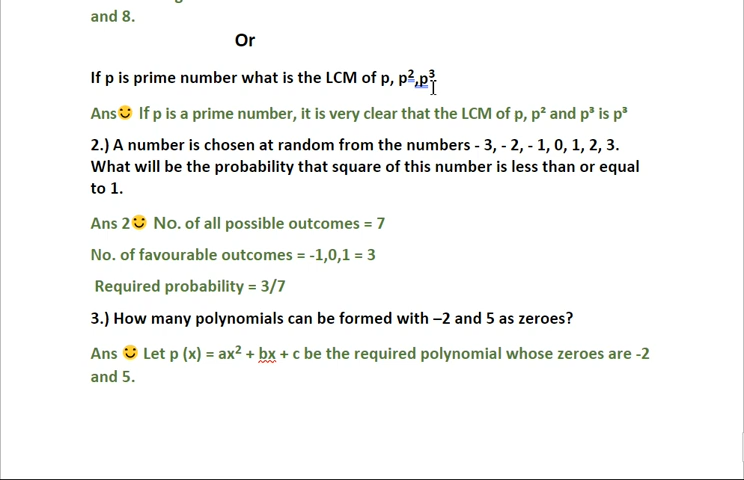 and 8.
Or
If p is prime number what is the LCM of p, p²,p³
Ans😊 If p is a prime number, it is very clear that the LCM of p, p² and p³ is p³
2.) A number is chosen at random from the numbers - 3, - 2, - 1, 0, 1, 2, 3.
What will be the probability that square of this number is less than or equal
to 1.
Ans 2😊 No. of all possible outcomes = 7
No. of favourable outcomes = -1,0,1 = 3
Required probability = 3/7
3.) How many polynomials can be formed with –2 and 5 as zeroes?
Ans 😊 Let p (x) = ax² + bx + c be the required polynomial whose zeroes are -2
and 5.